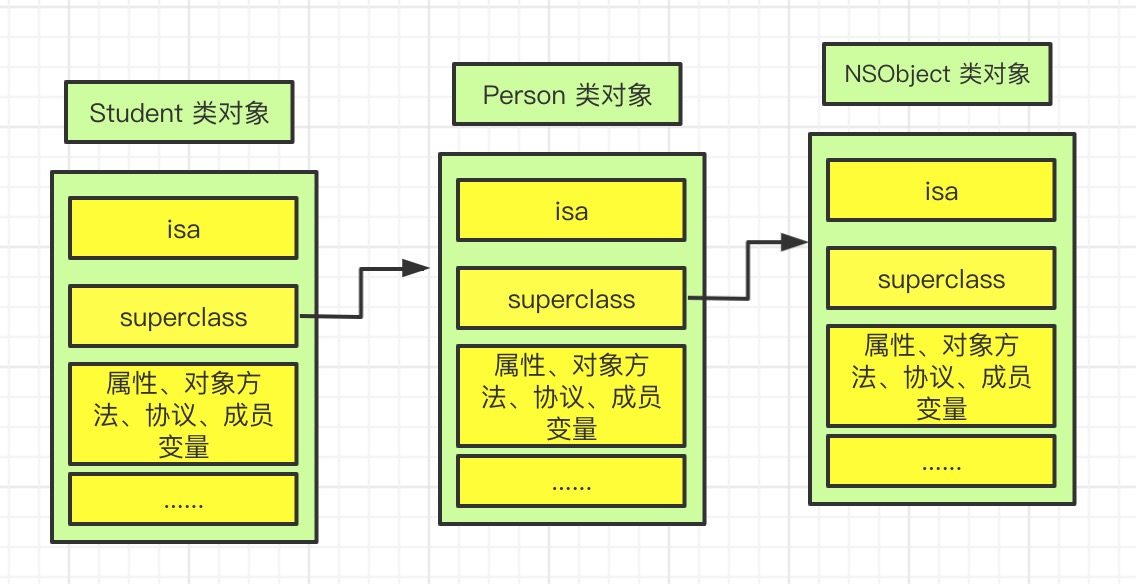 Student 类对象
isa
superclass
属性、对象方
法、协议、成员
变量
......
Person 类对象
isa
superclass
属性、对象方
法、协议、成员
变量
......
NSObject 类对象
isa
superclass
属性、对象方
法、协议、成员
变量
......